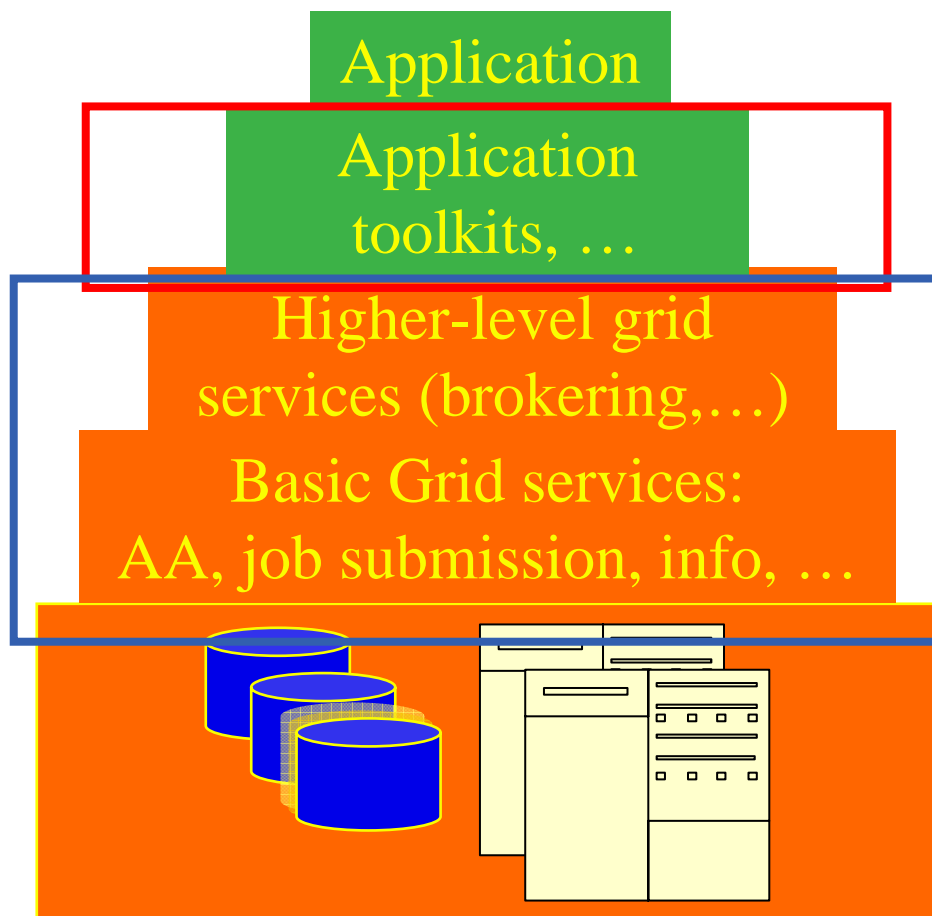 Application
Application
toolkits, …
Higher-level grid
services (brokering,…)
Basic Grid services:
AA, job submission, info, …